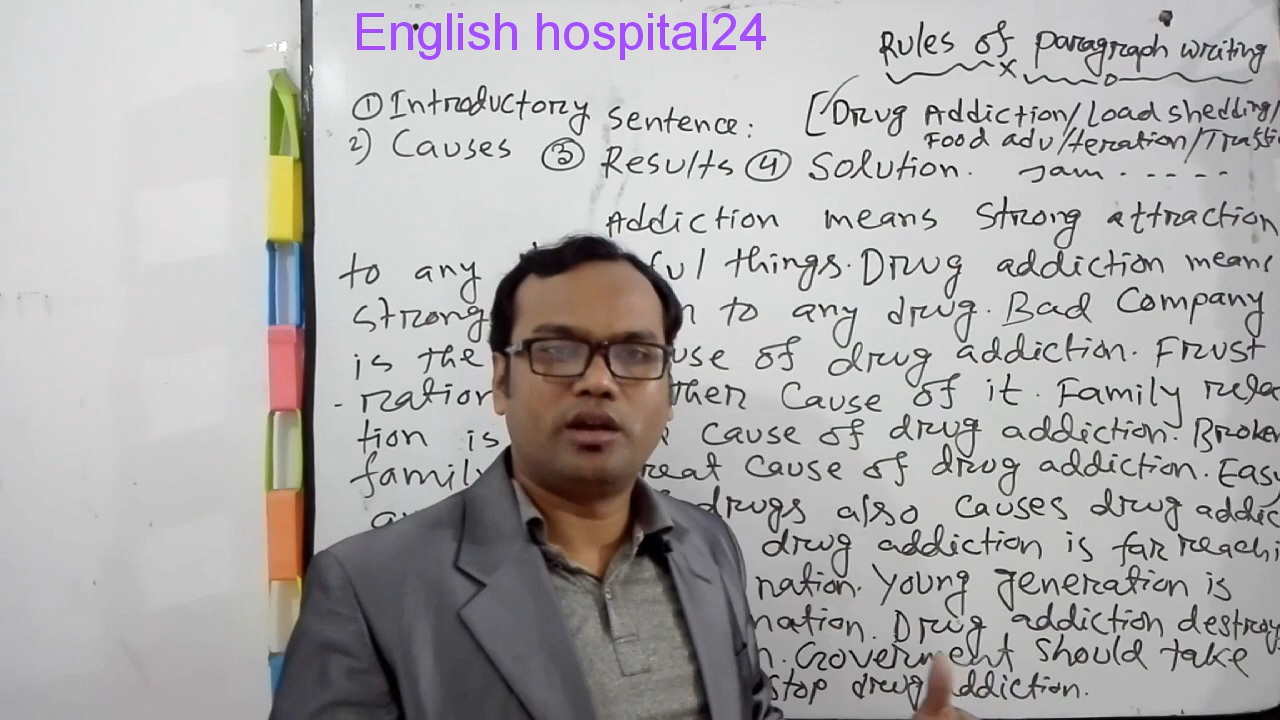 English hospital24
Rules of paragraph writing
① Introductory sentence: [Drug Addiction/Load shedding/
Food adulteration/Traffic
2) Causes ③ Results ④ Solution. Jam - - - - -
Addiction means strong attraction
to any things. Drug addiction means
strong to any drug. Bad Company
is the of drug addiction. Frust
-ration Cause of it. Family rela
tion is cause of drug addiction. Broken
family cause of drug addiction. Easy
drugs also causes drug addic
drug addiction is far reachi
nation. Young generation is
nation. Drug addiction destroy
Government should take
stop drug addiction.